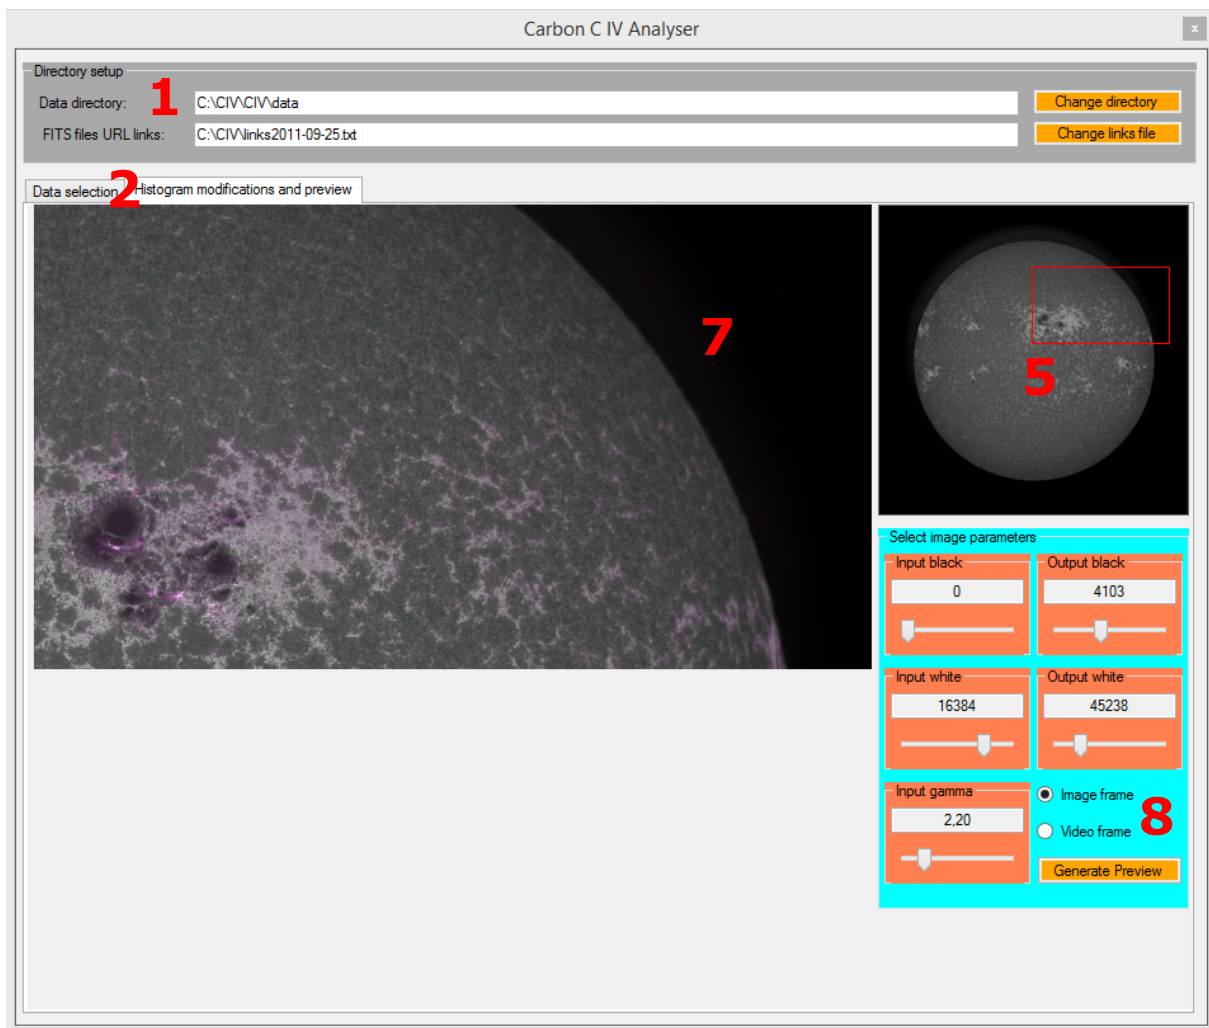 Carbon C IV Analyser
x
Directory setup
1
Data directory:
C:\CIV\CIV\data
Change directory
FITS files URL links:
C:\CIV\links2011-09-25.txt
Change links file
Data selection
2
Histogram modifications and preview
7
5
Select image parameters
Input black
Output black
0
4103
Input white
Output white
16384
45238
Input gamma
2,20
Image frame
8
Video frame
Generate Preview